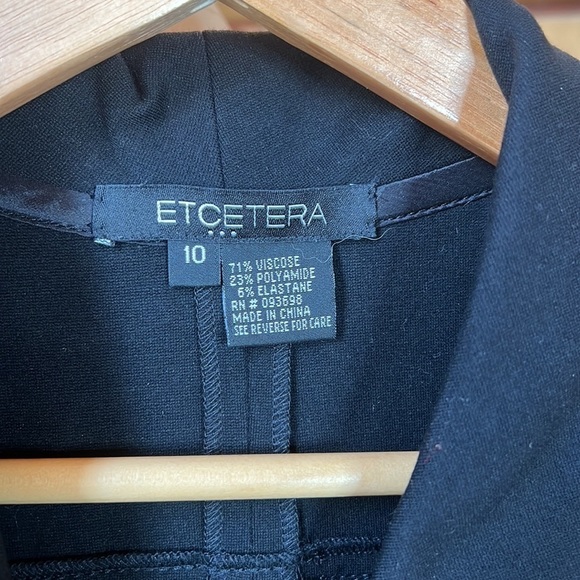 ETCETERA
10
71% VISCOSE
23% POLYAMIDE
6% ELASTANE
RN # 093698
MADE IN CHINA
SEE REVERSE FOR CARE